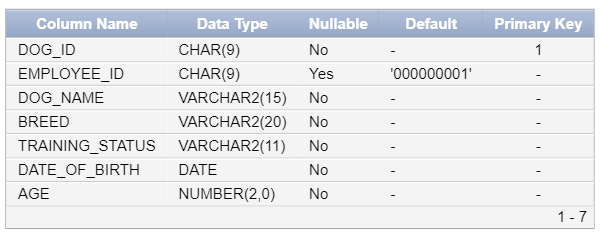 Column Name Data Type Nullable Default Primary Key
DOG_ID CHAR(9) No - 1
EMPLOYEE_ID CHAR(9) Yes '000000001' -
DOG_NAME VARCHAR2(15) No - -
BREED VARCHAR2(20) No - -
TRAINING_STATUS VARCHAR2(11) No - -
DATE_OF_BIRTH DATE No - -
AGE NUMBER(2,0) No - -
1 - 7